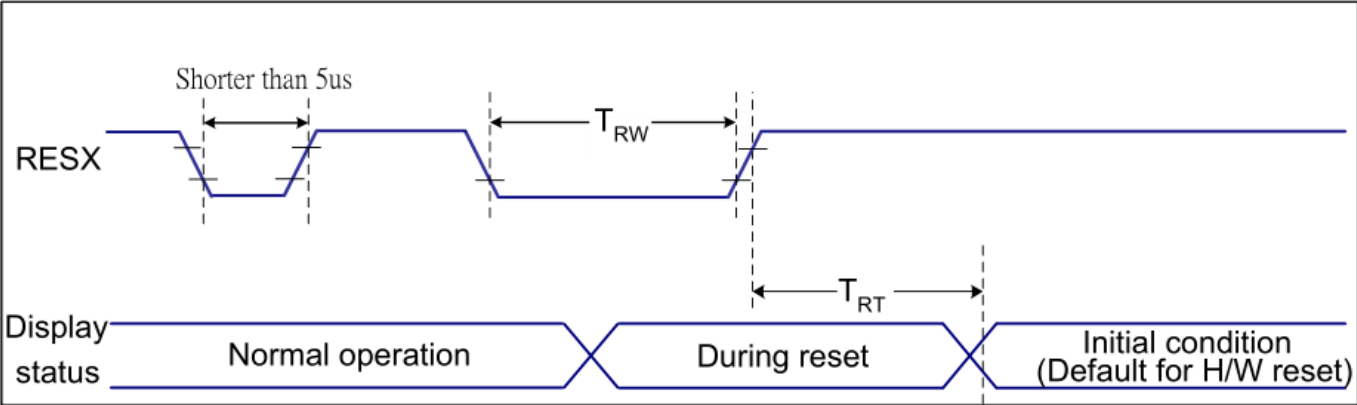 Shorter than 5us
TRW
RESX
TRT
Display
status
Normal operation
During reset
Initial condition
(Default for H/W reset)